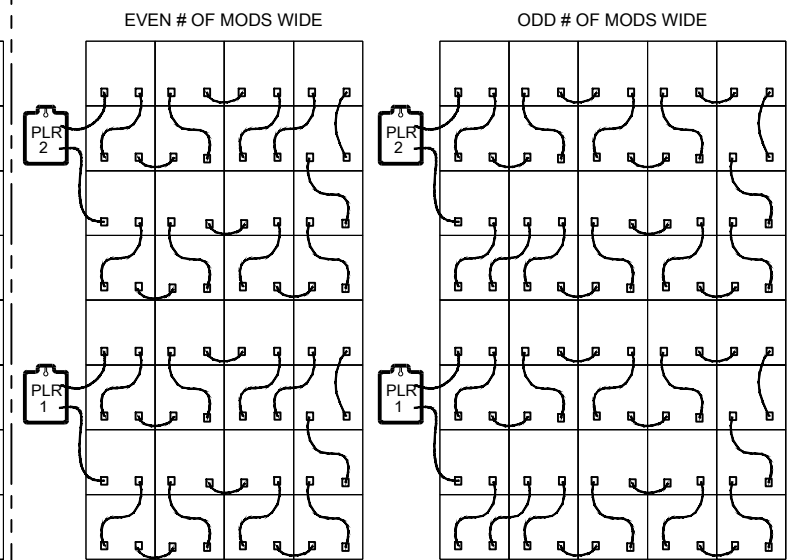 EVEN # OF MODS WIDE
ODD # OF MODS WIDE
PLR
2
PLR
2
PLR
1
PLR
1